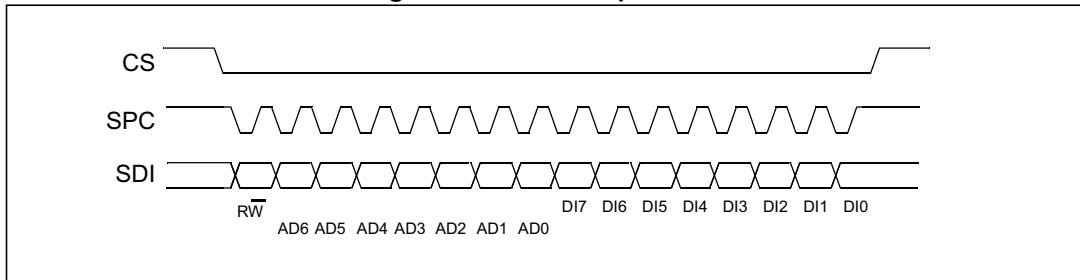 CS
SPC
SDI
RW̅
DI7 DI6 DI5 DI4 DI3 DI2 DI1 DI0
AD6 AD5 AD4 AD3 AD2 AD1 AD0